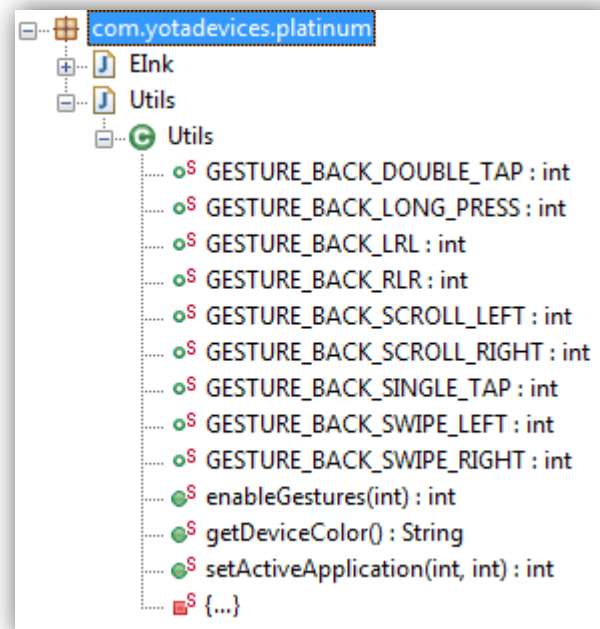 com.yotadevices.platinum
J EInk
J Utils
C Utils
S GESTURE_BACK_DOUBLE_TAP : int
S GESTURE_BACK_LONG_PRESS : int
S GESTURE_BACK_LRL : int
S GESTURE_BACK_RLR : int
S GESTURE_BACK_SCROLL_LEFT : int
S GESTURE_BACK_SCROLL_RIGHT : int
S GESTURE_BACK_SINGLE_TAP : int
S GESTURE_BACK_SWIPE_LEFT : int
S GESTURE_BACK_SWIPE_RIGHT : int
S enableGestures(int) : int
S getDeviceColor() : String
S setActiveApplication(int, int) : int
S {...}